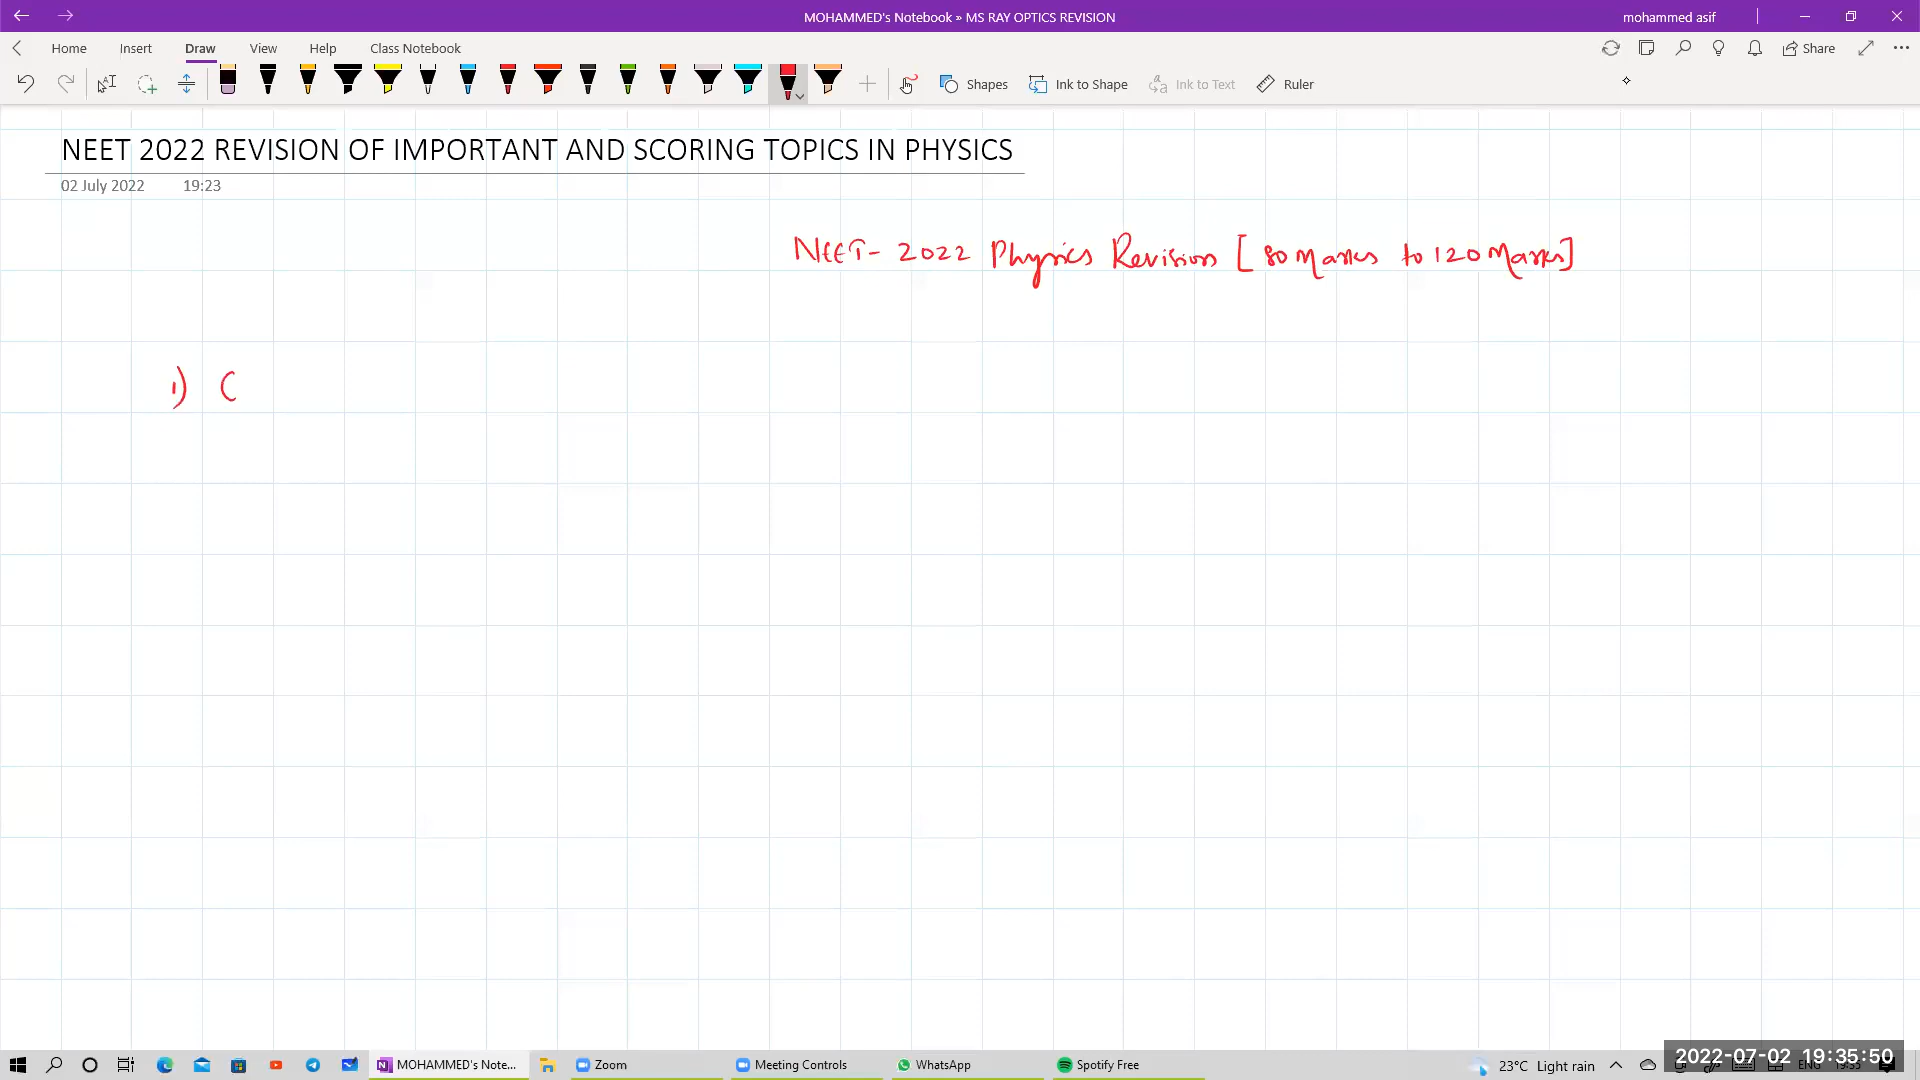 MOHAMMED's Notebook » MS RAY OPTICS REVISION
mohammed asif
Home Insert Draw View Help Class Notebook
Share
Shapes Ink to Shape Ink to Text Ruler
NEET 2022 REVISION OF IMPORTANT AND SCORING TOPICS IN PHYSICS
02 July 2022 19:23
NEET- 2022 Physics Revision [80 Marks to 120 Marks]
1) (
MOHAMMED's Note... Zoom Meeting Controls WhatsApp Spotify Free 23°C Light rain
2022-07-02 19:35:50